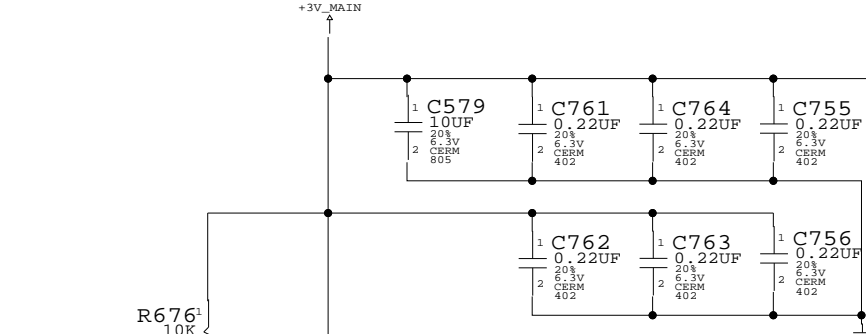 +3V_MAIN
1 C579
10UF
20%
6.3V
2 CERM
805
1 C761
0.22UF
20%
6.3V
2 CERM
402
1 C764
0.22UF
20%
6.3V
2 CERM
402
1 C755
0.22UF
20%
6.3V
2 CERM
402
1 C762
0.22UF
20%
6.3V
2 CERM
402
1 C763
0.22UF
20%
6.3V
2 CERM
402
1 C756
0.22UF
20%
6.3V
2 CERM
402
R676 1
10K